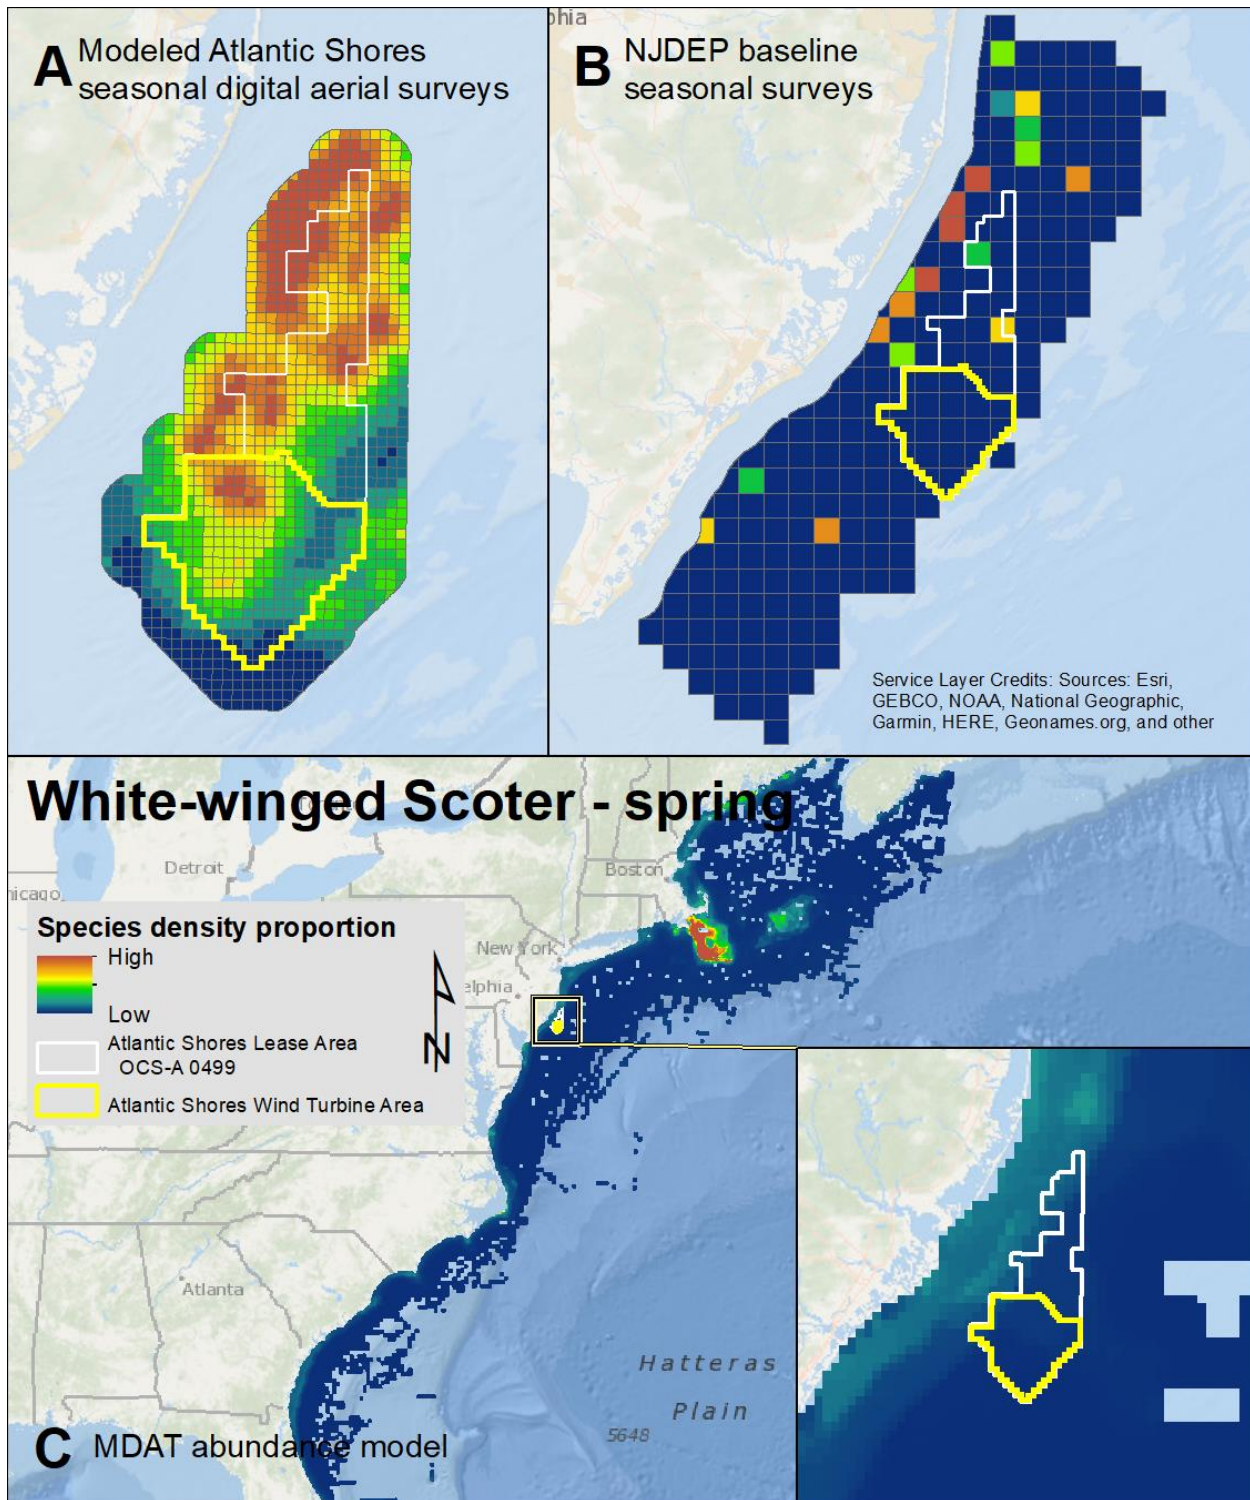 A Modeled Atlantic Shores
seasonal digital aerial surveys
phia
B NJDEP baseline
seasonal surveys
Service Layer Credits: Sources: Esri,
GEBCO, NOAA, National Geographic,
Garmin, HERE, Geonames.org, and other
White-winged Scoter - spring
Detroit
Boston
hicago
New York
elphia
Species density proportion
High
Low
Atlantic Shores Lease Area
OCS-A 0499
Atlantic Shores Wind Turbine Area
N
Atlanta
Hatteras
Plain
5648
C MDAT abundance model